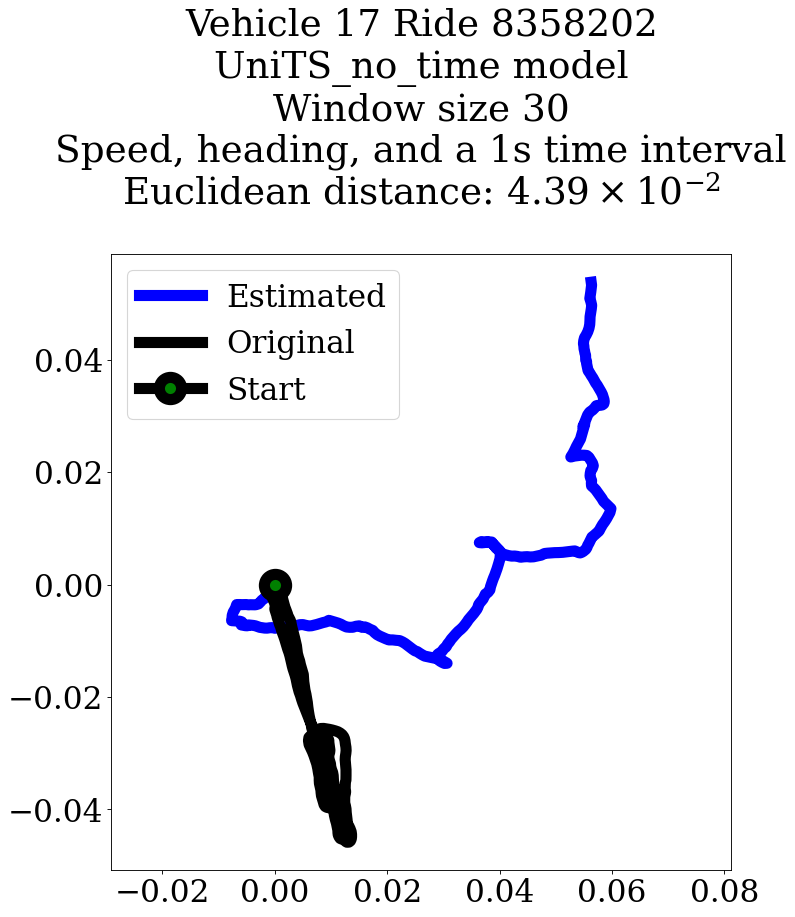 Vehicle 17 Ride 8358202
UniTS_no_time model
Window size 30
Speed, heading, and a 1s time interval
Euclidean distance: 4.39 × 10⁻²
Estimated
Original
Start
0.04
0.02
0.00
−0.02
−0.04
−0.02 0.00 0.02 0.04 0.06 0.08